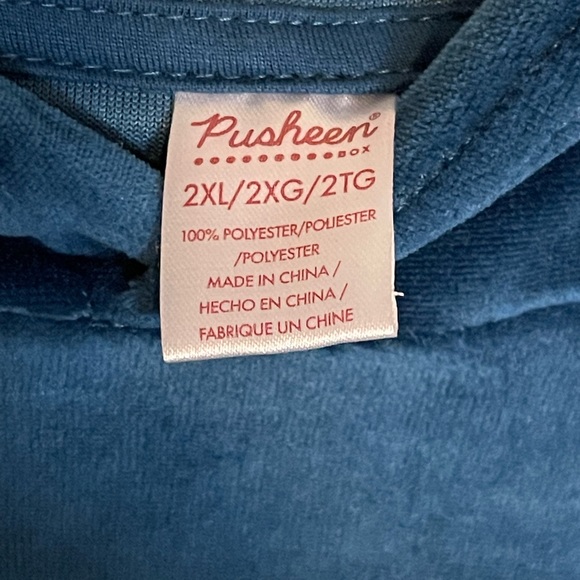 Pusheen®
BOX
2XL/2XG/2TG
100% POLYESTER/POLIESTER
/POLYESTER
MADE IN CHINA/
HECHO EN CHINA/
FABRIQUE UN CHINE